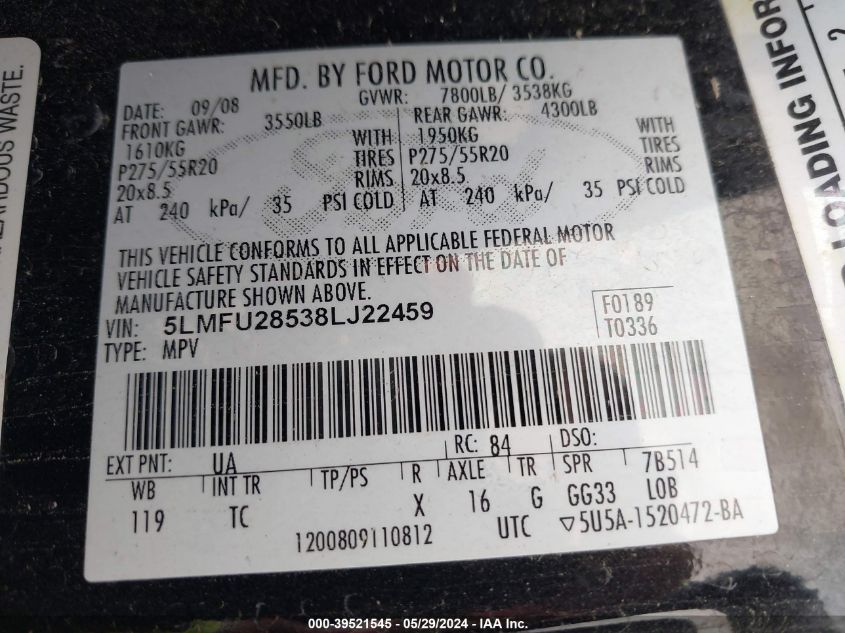 MFD. BY FORD MOTOR CO.
DATE: 09/08 GVWR: 7800LB/ 3538KG
FRONT GAWR: 3550LB REAR GAWR: 4300LB
1610KG WITH 1950KG WITH
P275/55R20 TIRES P275/55R20 TIRES
20x8.5 RIMS 20x8.5 RIMS
AT 240 kPa/ 35 PSI COLD AT 240 kPa/ 35 PSI COLD
THIS VEHICLE CONFORMS TO ALL APPLICABLE FEDERAL MOTOR
VEHICLE SAFETY STANDARDS IN EFFECT ON THE DATE OF
MANUFACTURE SHOWN ABOVE.
VIN: 5LMFU28538LJ22459 F0189
TYPE: MPV T0336
EXT PNT: UA RC: 84 DSO:
WB INT TR TP/PS R AXLE TR SPR 7B514
119 TC X 16 G GG33 LOB
1200809110812 UTC ▽5U5A-1520472-BA
ARDOUS WASTE.
LOADING INFOR
2
000-39521545 - 05/29/2024 - IAA Inc.